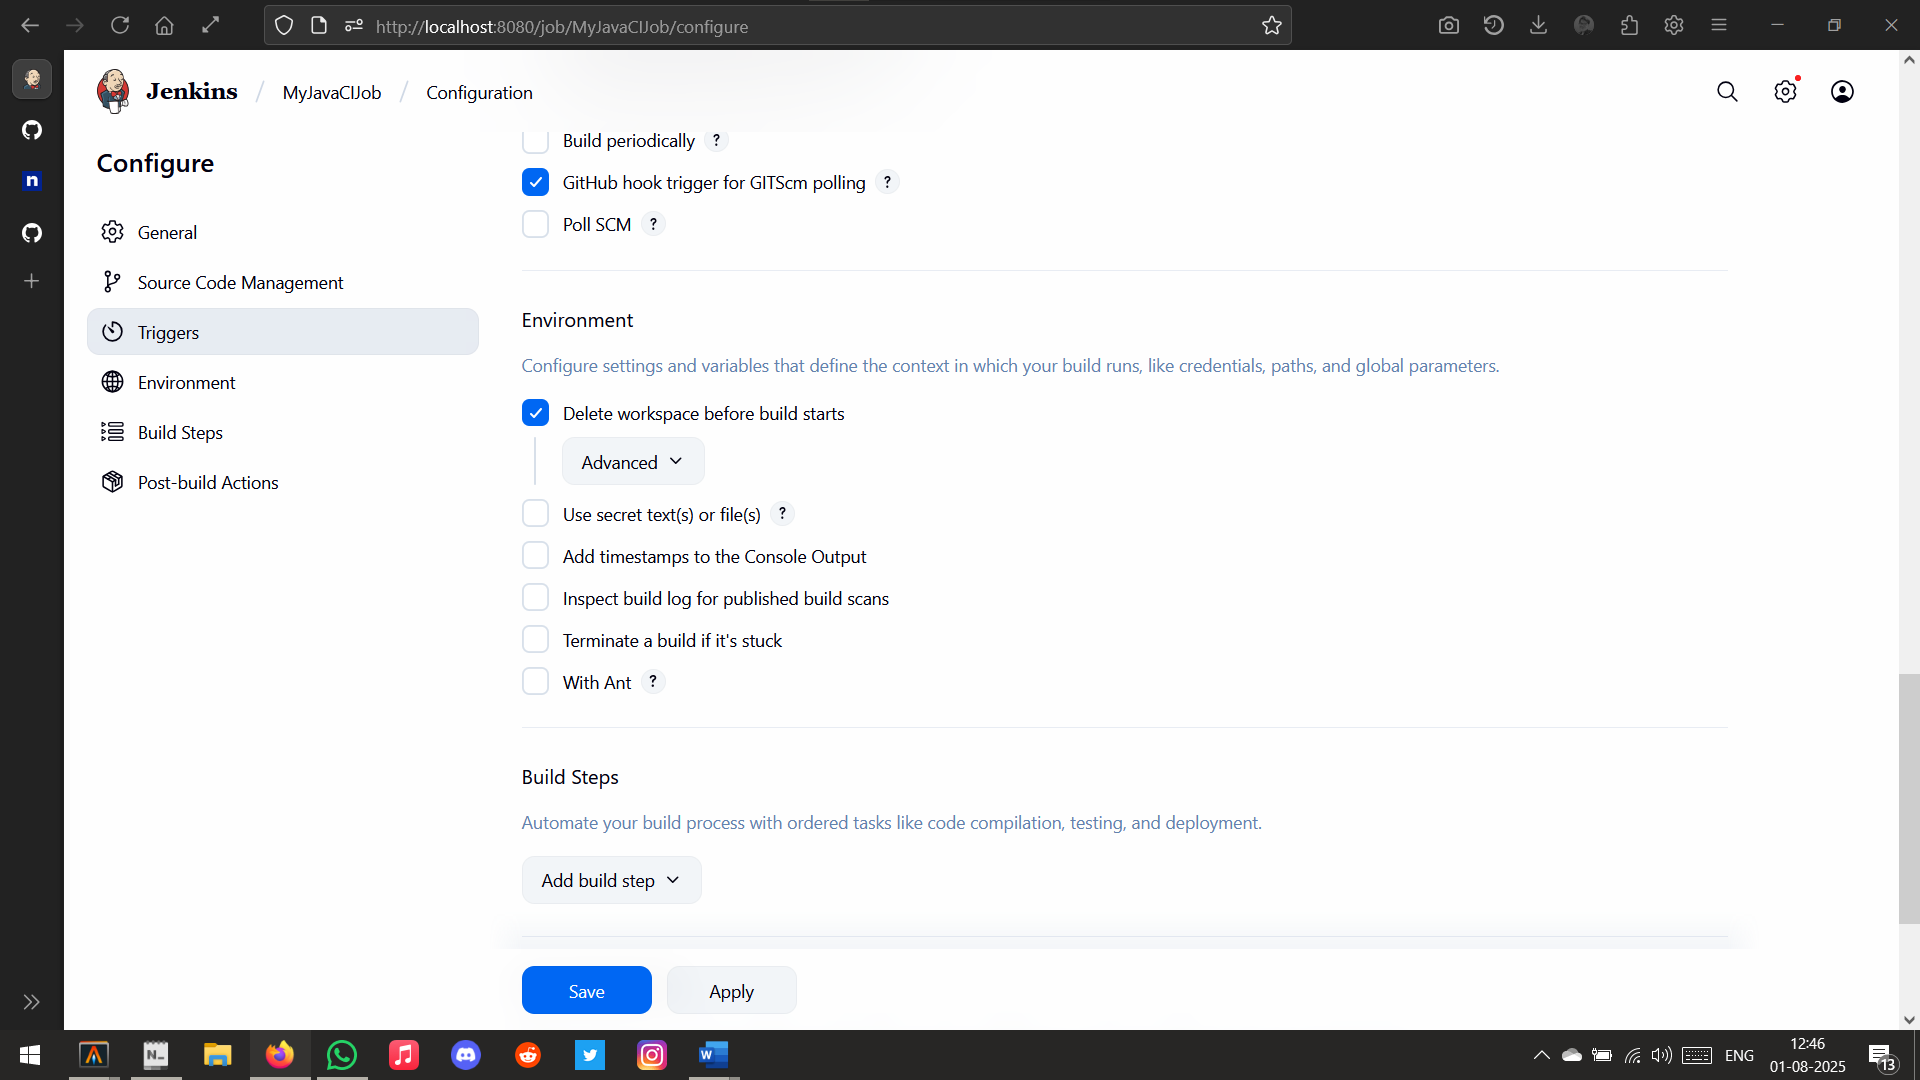 http://localhost:8080/job/MyJavaCIJob/configure
Jenkins / MyJavaCIJob / Configuration
Configure
General
Source Code Management
Triggers
Environment
Build Steps
Post-build Actions
Build periodically ?
GitHub hook trigger for GITScm polling ?
Poll SCM ?
Environment
Configure settings and variables that define the context in which your build runs, like credentials, paths, and global parameters.
Delete workspace before build starts
Advanced
Use secret text(s) or file(s) ?
Add timestamps to the Console Output
Inspect build log for published build scans
Terminate a build if it's stuck
With Ant ?
Build Steps
Automate your build process with ordered tasks like code compilation, testing, and deployment.
Add build step
Save
Apply
ENG
12:46
01-08-2025
13